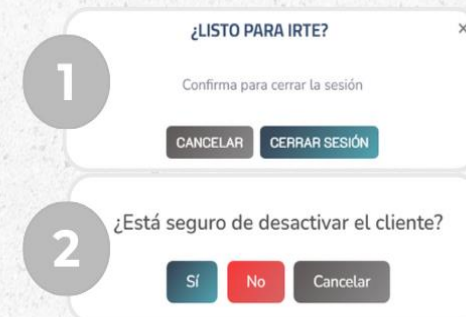 1
¿LISTO PARA IRTE?
×
Confirma para cerrar la sesión
CANCELAR CERRAR SESIÓN
2
¿Está seguro de desactivar el cliente?
Sí No Cancelar